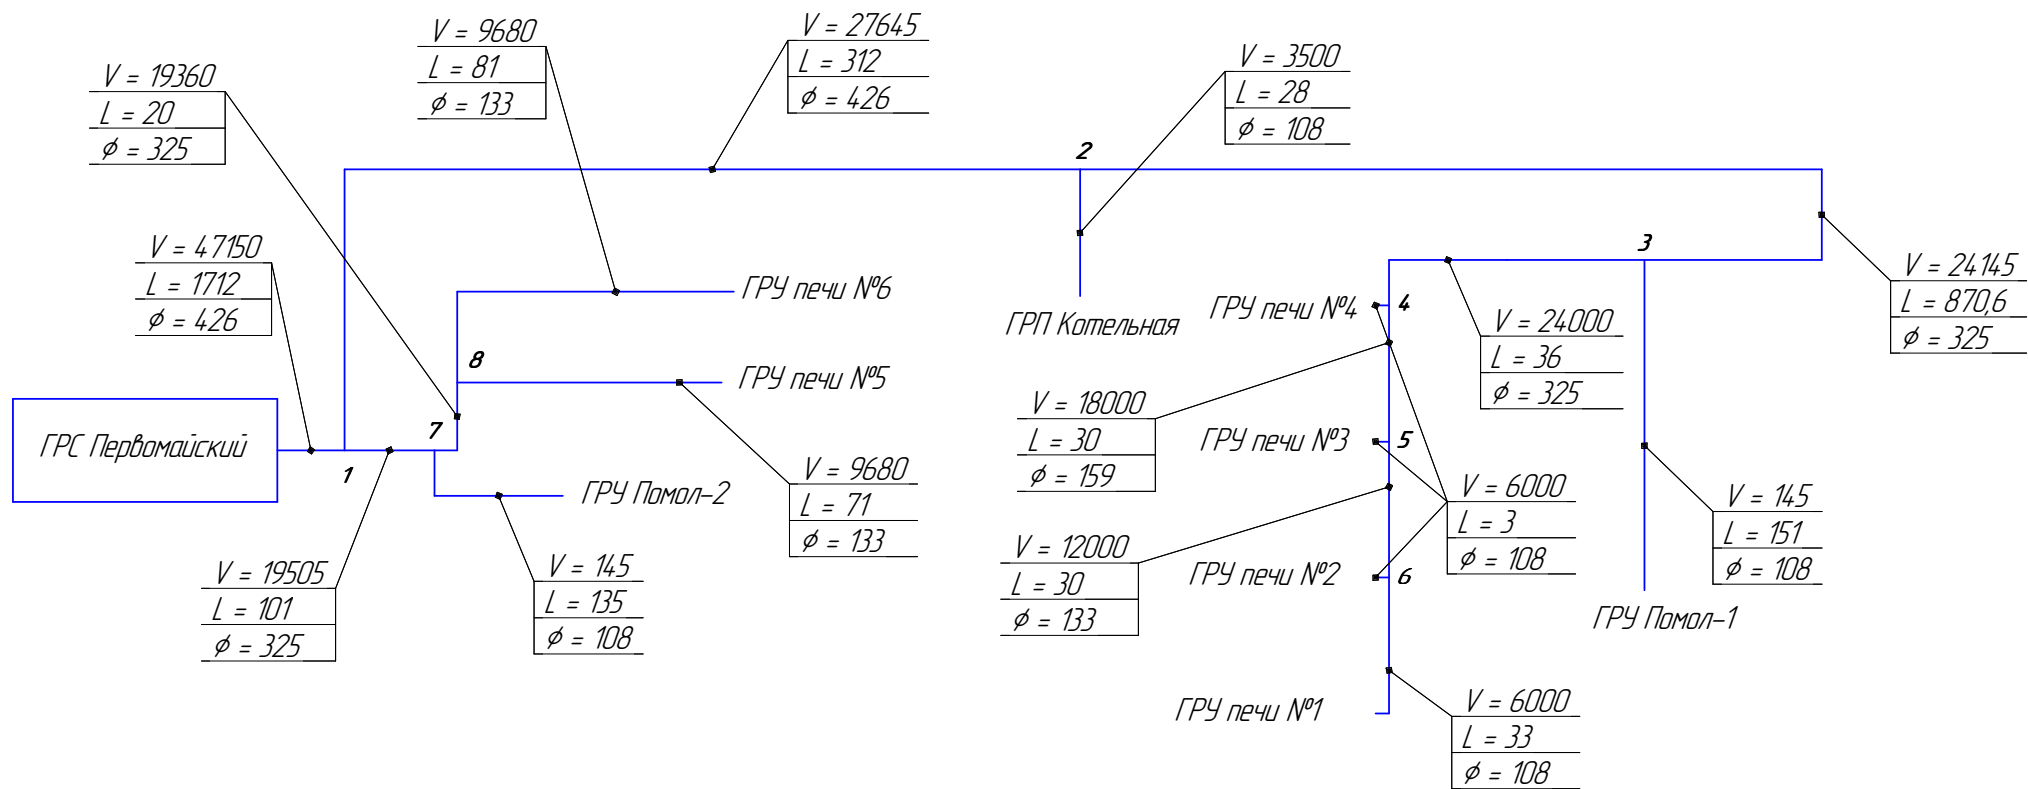 V = 9680
L = 81
ϕ = 133
V = 27645
L = 312
ϕ = 426
V = 3500
L = 28
ϕ = 108
V = 19360
L = 20
ϕ = 325
2
V = 47150
L = 1712
ϕ = 426
3
V = 24145
L = 870,6
ϕ = 325
ГРУ печи №6
ГРП Котельная
ГРУ печи №4
4
V = 24000
L = 36
ϕ = 325
8
ГРУ печи №5
V = 18000
L = 30
ϕ = 159
ГРС Первомайский
1
7
ГРУ печи №3
5
V = 9680
L = 71
ϕ = 133
ГРУ Помол-2
V = 6000
L = 3
ϕ = 108
V = 145
L = 151
ϕ = 108
V = 12000
L = 30
ϕ = 133
ГРУ печи №2
6
V = 19505
L = 101
ϕ = 325
V = 145
L = 135
ϕ = 108
ГРУ Помол-1
ГРУ печи №1
V = 6000
L = 33
ϕ = 108